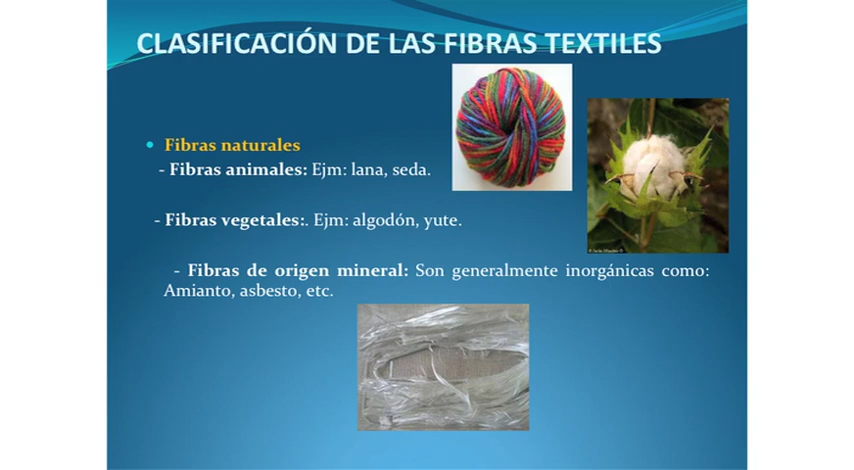 CLASIFICACIÓN DE LAS FIBRAS TEXTILES
Fibras naturales
- Fibras animales: Ejm: lana, seda.
- Fibras vegetales:. Ejm: algodón, yute.
- Fibras de origen mineral: Son generalmente inorgánicas como:
Amianto, asbesto, etc.